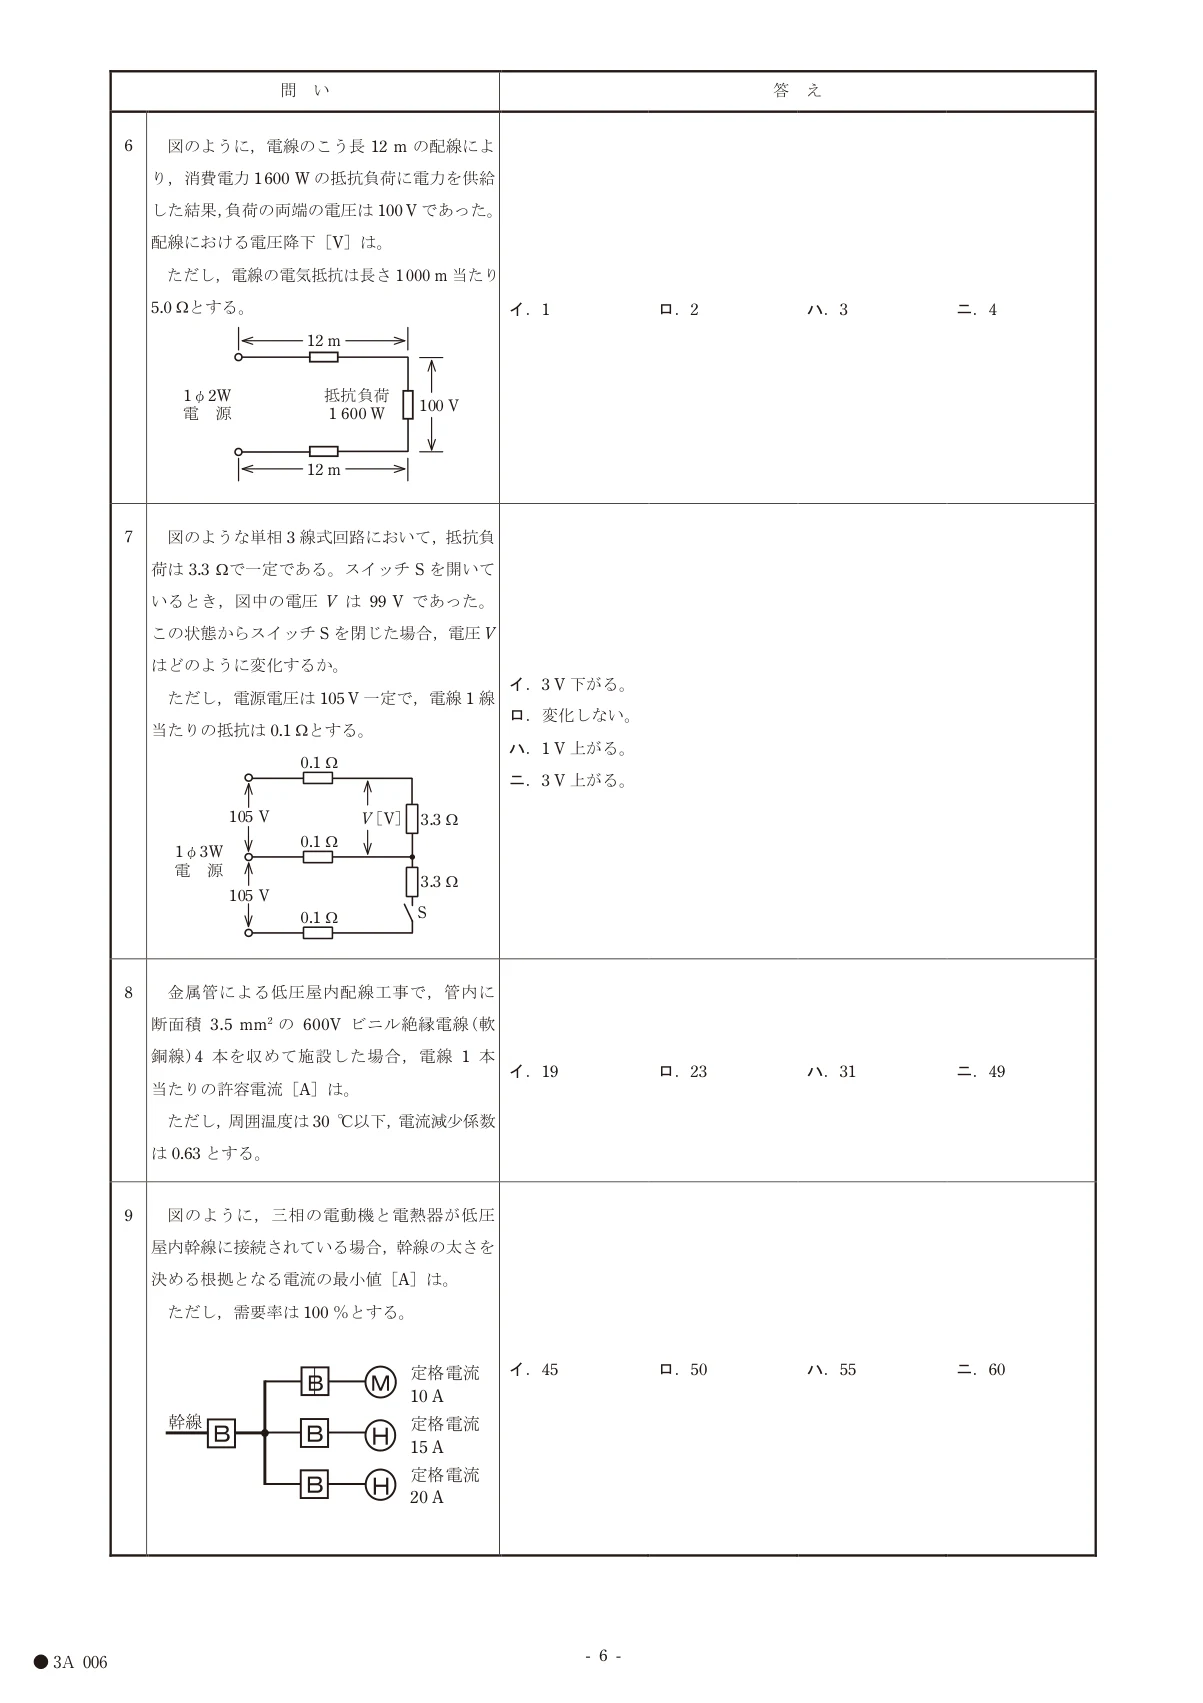 問　い　答　え
6　図のように，電線のこう長 12 m の配線によ
り，消費電力 1 600 W の抵抗負荷に電力を供給
した結果，負荷の両端の電圧は 100 V であった。
配線における電圧降下［V］は。
ただし，電線の電気抵抗は長さ 1 000 m 当たり
5.0 Ωとする。
イ．1　ロ．2　ハ．3　ニ．4
12 m
1φ2W
電　源
抵抗負荷
1 600 W
100 V
12 m
7　図のような単相 3 線式回路において，抵抗負
荷は 3.3 Ωで一定である。スイッチ S を開いて
いるとき，図中の電圧 V は 99 V であった。
この状態からスイッチ S を閉じた場合，電圧 V
はどのように変化するか。
ただし，電源電圧は 105 V 一定で，電線 1 線
当たりの抵抗は 0.1 Ωとする。
イ．3 V 下がる。
ロ．変化しない。
ハ．1 V 上がる。
ニ．3 V 上がる。
0.1 Ω
105 V
V［V］
3.3 Ω
0.1 Ω
1φ3W
電　源
3.3 Ω
105 V
S
0.1 Ω
8　金属管による低圧屋内配線工事で，管内に
断面積 3.5 mm² の 600V ビニル絶縁電線（軟
銅線）4 本を収めて施設した場合，電線 1 本
当たりの許容電流［A］は。
ただし，周囲温度は 30 ℃以下，電流減少係数
は 0.63 とする。
イ．19　ロ．23　ハ．31　ニ．49
9　図のように，三相の電動機と電熱器が低圧
屋内幹線に接続されている場合，幹線の太さを
決める根拠となる電流の最小値［A］は。
ただし，需要率は 100 ％とする。
イ．45　ロ．50　ハ．55　ニ．60
幹線
B
B
M
定格電流
10 A
B
H
定格電流
15 A
B
H
定格電流
20 A
- 6 -
●3A 006